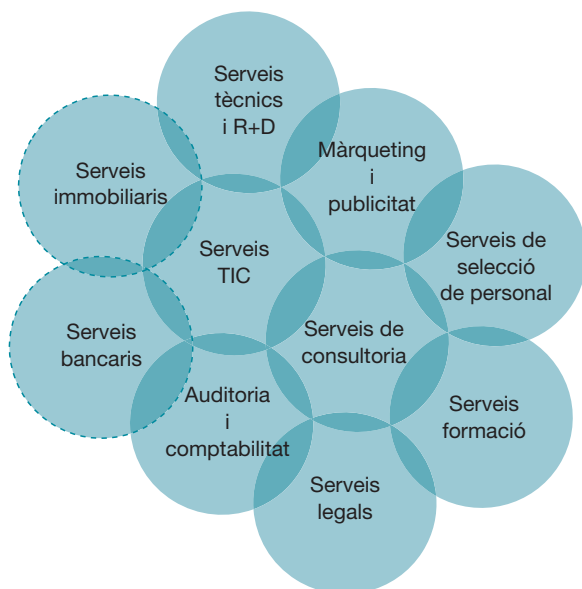 Serveis
tècnics
i R+D
Màrqueting
i
publicitat
Serveis
immobiliaris
Serveis de
selecció
de personal
Serveis
TIC
Serveis
bancaris
Serveis de
consultoria
Auditoria
i
comptabilitat
Serveis
formació
Serveis
legals